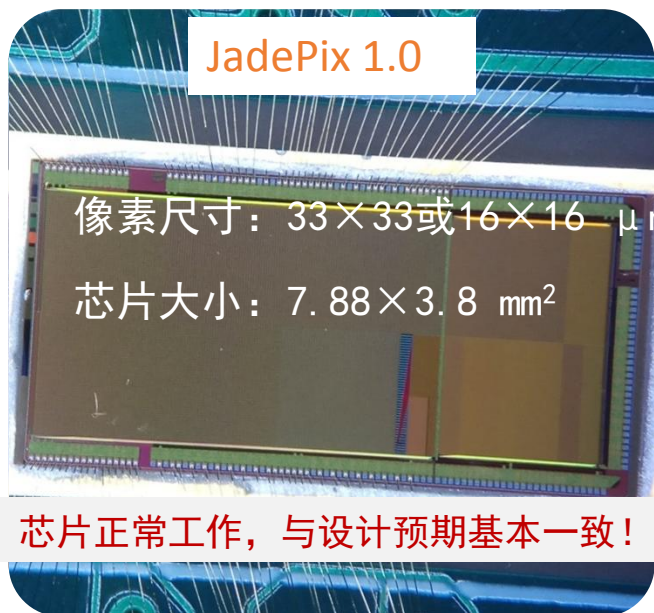 JadePix 1.0
像素尺寸：33×33或16×16 μm
芯片大小：7.88×3.8 mm²
芯片正常工作，与设计预期基本一致！